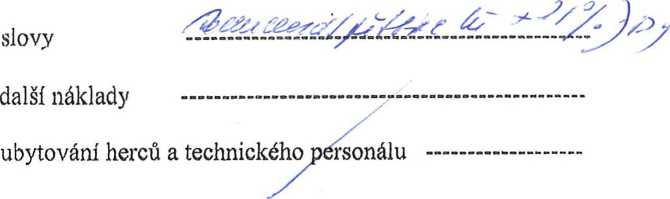 slovy + 21%
další náklady
ubytování herců a technického personálu